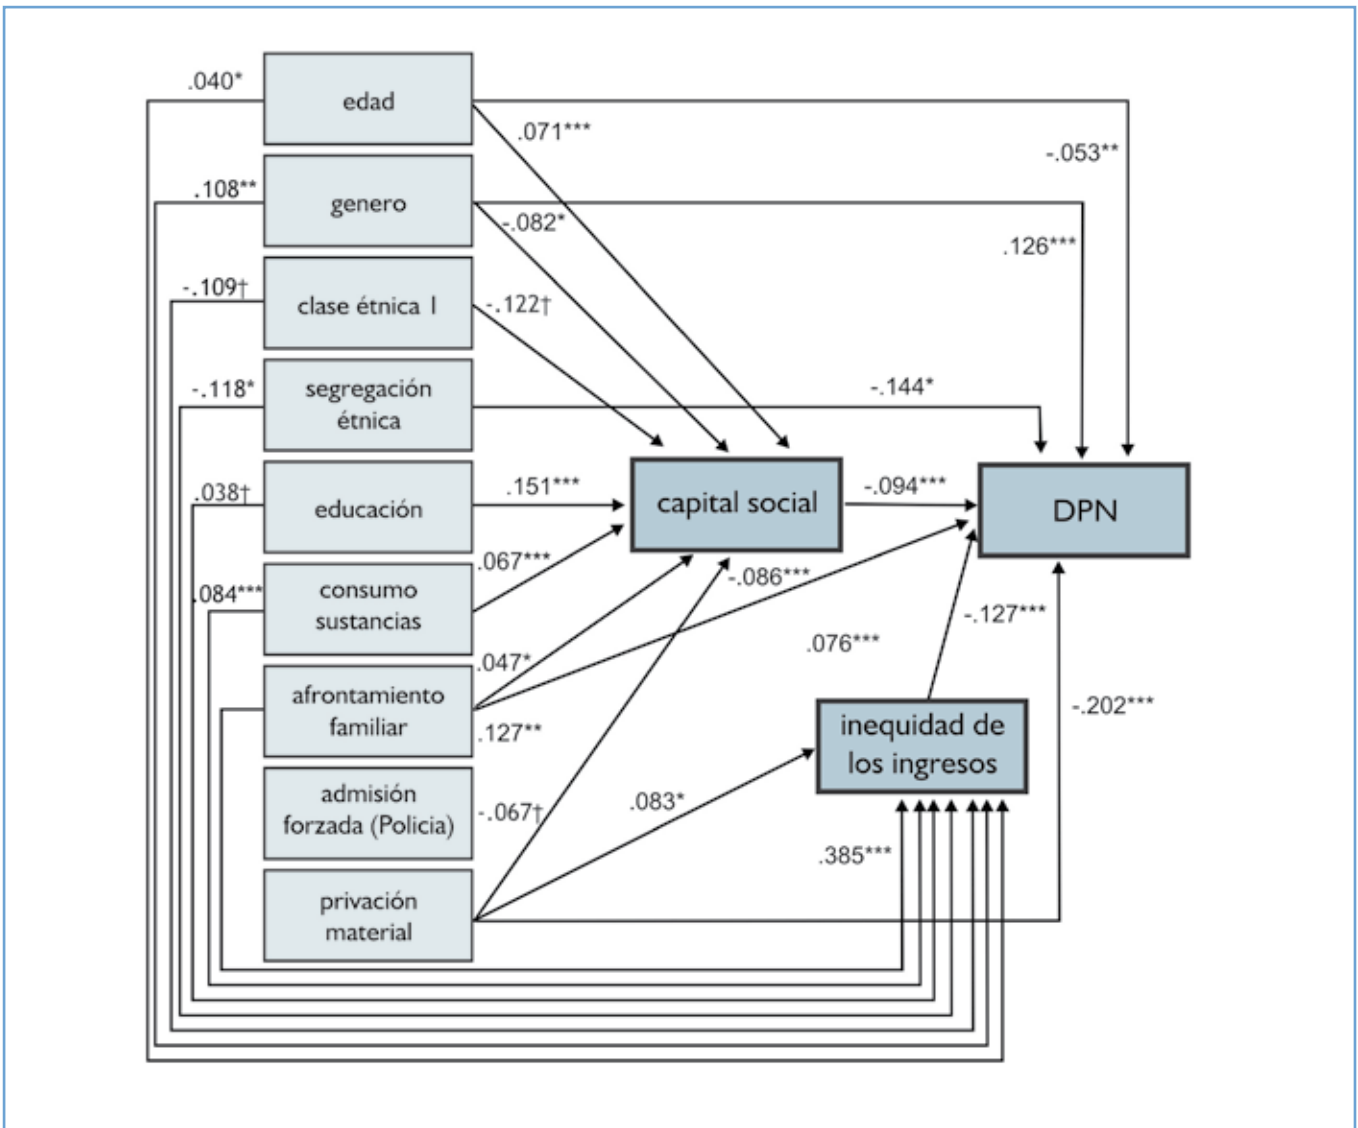 .040*
edad
.071***
-.053**
.108**
genero
-.082*
.126***
-.109†
clase étnica I
-.122†
-.118*
segregación
étnica
-.144*
.038†
educación
.151***
capital social
-.094***
DPN
.084***
consumo
sustancias
.067***
-.086***
-.127***
.076***
afrontamiento
familiar
.047*
.127**
inequidad de
los ingresos
-.202***
admisión
forzada (Policia)
-.067†
.083*
.385***
privación
material